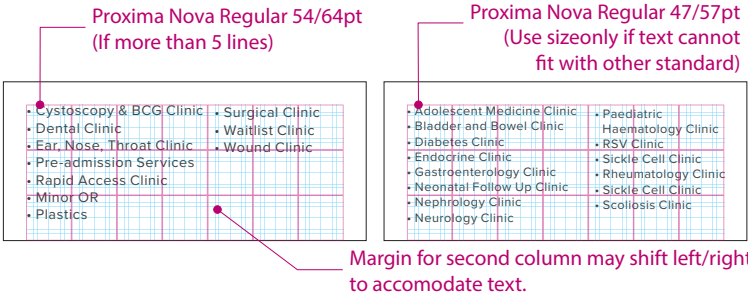 Proxima Nova Regular 54/64pt
(If more than 5 lines)
Proxima Nova Regular 47/57pt
(Use sizeonly if text cannot
fit with other standard)
• Cystoscopy & BCG Clinic
• Dental Clinic
• Ear, Nose, Throat Clinic
• Pre-admission Services
• Rapid Access Clinic
• Minor OR
• Plastics
• Surgical Clinic
• Waitlist Clinic
• Wound Clinic
• Adolescent Medicine Clinic
• Bladder and Bowel Clinic
• Diabetes Clinic
• Endocrine Clinic
• Gastroenterology Clinic
• Neonatal Follow Up Clinic
• Nephrology Clinic
• Neurology Clinic
• Paediatric
Haematology Clinic
• RSV Clinic
• Sickle Cell Clinic
• Rheumatology Clinic
• Sickle Cell Clinic
• Scoliosis Clinic
Margin for second column may shift left/right
to accomodate text.